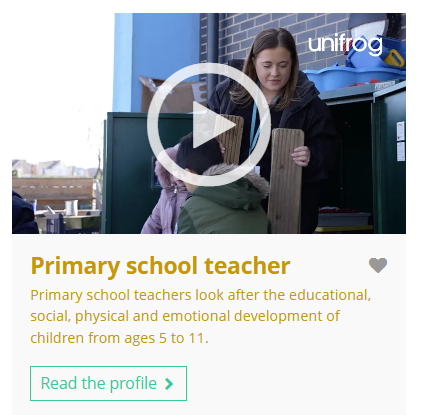 unifrog
Primary school teacher
Primary school teachers look after the educational,
social, physical and emotional development of
children from ages 5 to 11.
Read the profile